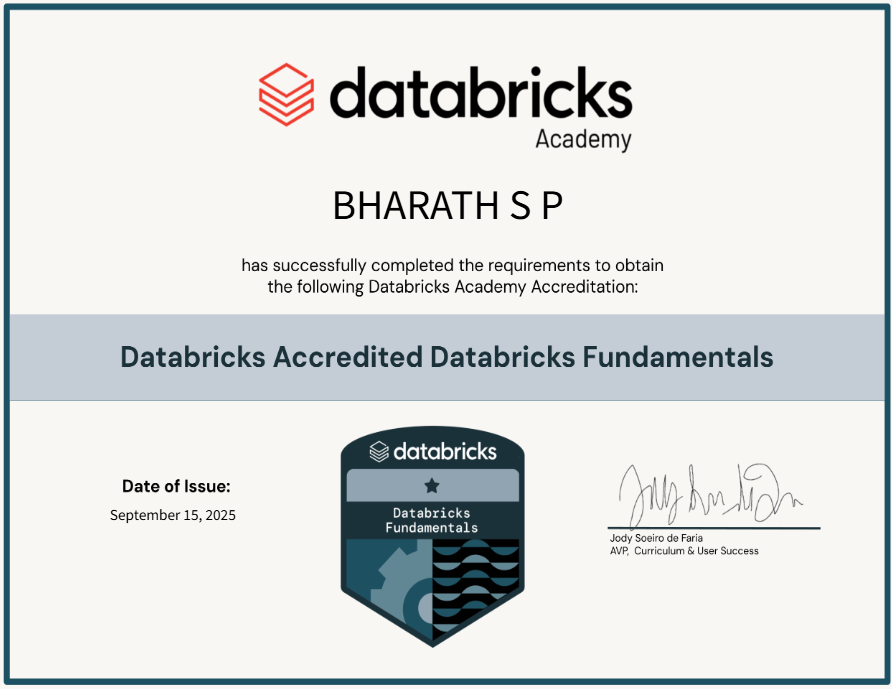 databricks
Academy
BHARATH S P
has successfully completed the requirements to obtain
the following Databricks Academy Accreditation:
Databricks Accredited Databricks Fundamentals
Date of Issue:
September 15, 2025
databricks
Databricks
Fundamentals
Jody Soeiro de Faria
AVP, Curriculum & User Success